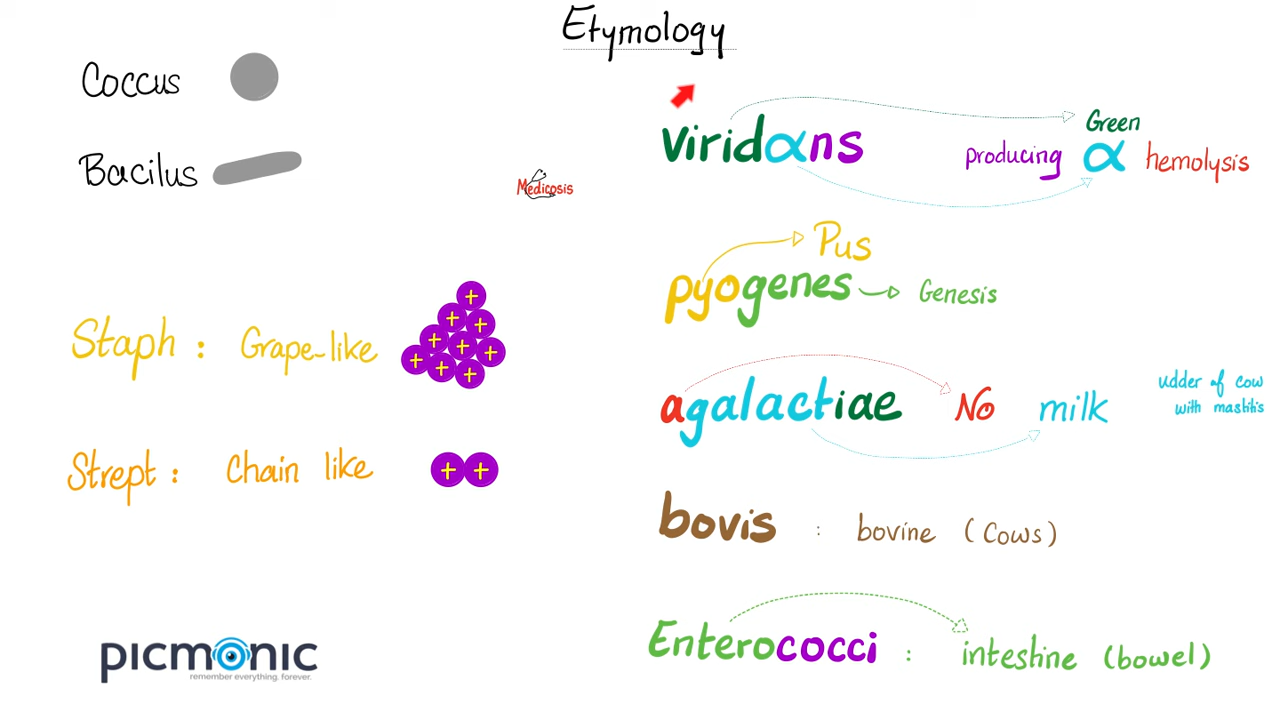 Etymology
Coccus
Bacilus
Medicosis
Staph : Grape-like
+ + + + + + + + +
Strept : Chain like
+ +
picmonic
remember everything. forever.
viridαns
Green
producing α hemolysis
Pus
pyogenes
Genesis
agalactiae No milk
udder of cow
with mastitis
bovis : bovine (Cows)
Enterococci : intestine (bowel)